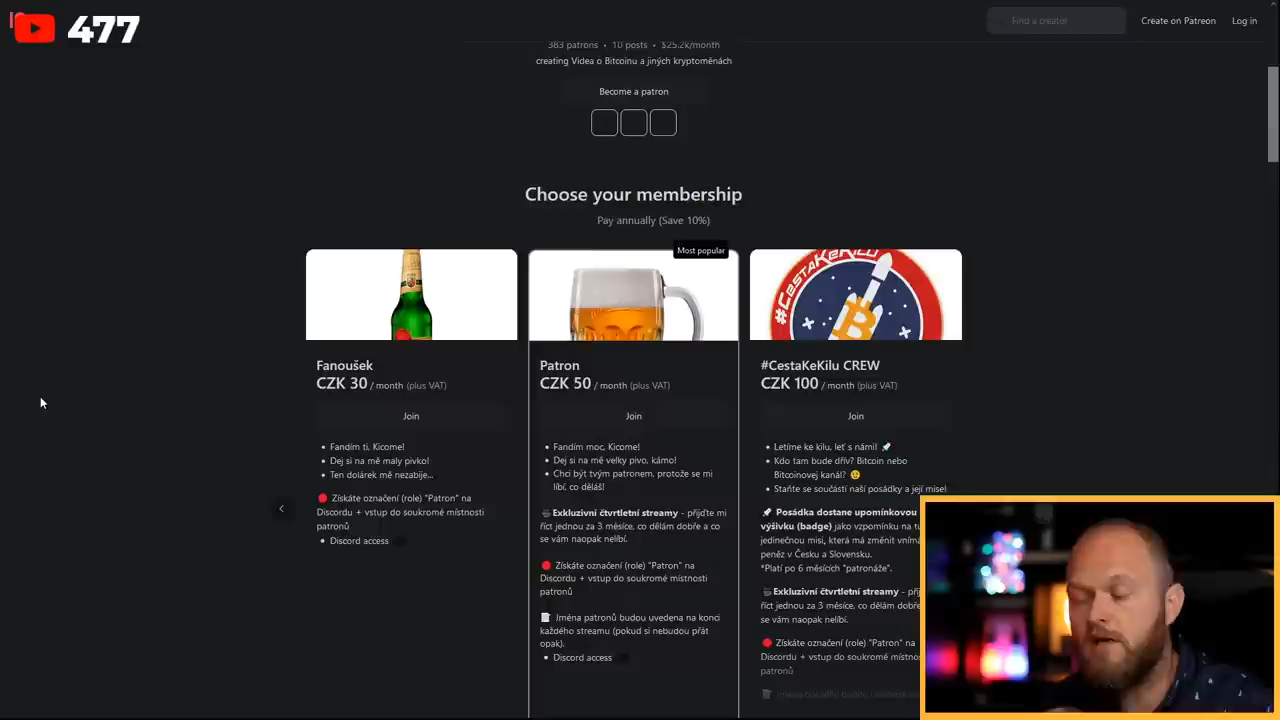 477
Find a creator
Create on Patreon
Log in
383 patrons • 10 posts • $25.2k/month
creating Videa o Bitcoinu a jiných kryptoměnách
Become a patron
Choose your membership
Pay annually (Save 10%)
Most popular
#CestaKeKilu
Fanoušek
CZK 30 / month (plus VAT)
Join
• Fandím ti, Kicome!
• Dej si na mě maly pivko!
• Ten dolárek mě nezabije...
Získáte označení (role) "Patron" na
Discordu + vstup do soukromé místnosti
patronů
• Discord access
Patron
CZK 50 / month (plus VAT)
Join
• Fandím moc, Kicome!
• Dej si na mě velky pivo, kámo!
• Chci být tvým patronem, protože se mi
líbí, co děláš!
Exkluzivní čtvrtletní streamy - přijďte mi
říct jednou za 3 měsíce, co dělám dobře a co
se vám naopak nelíbí.
Získáte označení (role) "Patron" na
Discordu + vstup do soukromé místnosti
patronů
Jména patronů budou uvedena na konci
každého streamu (pokud si nebudou přát
opak).
• Discord access
#CestaKeKilu CREW
CZK 100 / month (plus VAT)
Join
• Letíme ke kilu, leť s námi!
• Kdo tam bude dřív? Bitcoin nebo
Bitcoinovej kanál?
• Staňte se součástí naší posádky a její mise!
Posádka dostane upomínkovou
výšivku (badge) jako vzpomínku na tu
jedinečnou misi, která má změnit vním
peněz v Česku a Slovensku.
*Platí po 6 měsících "patronáže".
Exkluzivní čtvrtletní streamy - přij
říct jednou za 3 měsíce, co dělám dobře
se vám naopak nelíbí.
Získáte označení (role) "Patron" na
Discordu + vstup do soukromé místnos
patronů